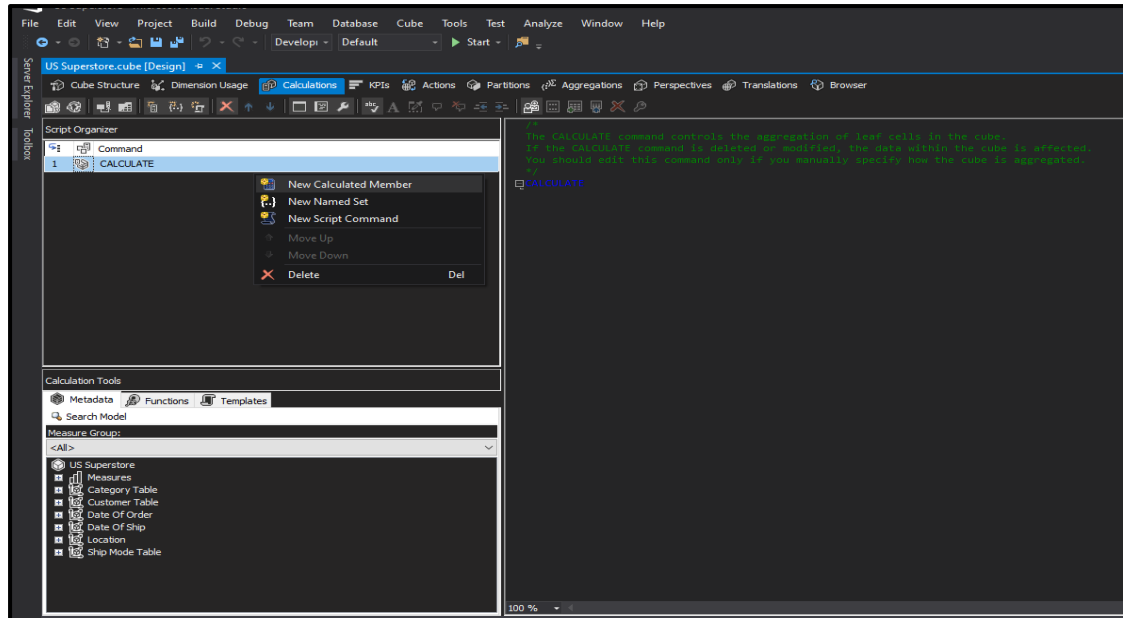 File Edit View Project Build Debug Team Database Cube Tools Test Analyze Window Help
Develop Default Start
US Superstore.cube [Design]
Cube Structure Dimension Usage Calculations KPIs Actions Partitions Aggregations Perspectives Translations Browser
Server Explorer
Toolbox
Script Organizer
Command
1 CALCULATE
New Calculated Member
New Named Set
New Script Command
Move Up
Move Down
Delete Del
/*
The CALCULATE command controls the aggregation of leaf cells in the cube.
If the CALCULATE command is deleted or modified, the data within the cube is affected.
You should edit this command only if you manually specify how the cube is aggregated.
*/
CALCULATE
Calculation Tools
Metadata Functions Templates
Search Model
Measure Group:
<All>
US Superstore
Measures
Category Table
Customer Table
Date Of Order
Date Of Ship
Location
Ship Mode Table
100 %